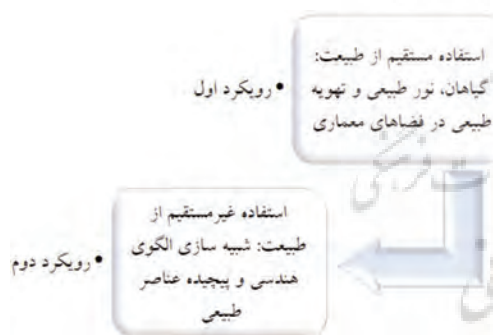 استفاده مستقیم از طبیعت:
گیاهان، نور طبیعی و تهویه
طبیعی در فضاهای معماری
• رویکرد اول
استفاده غیرمستقیم از
طبیعت: شبیه سازی الگوی
هندسی و پیچیده عناصر
طبیعی
• رویکرد دوم